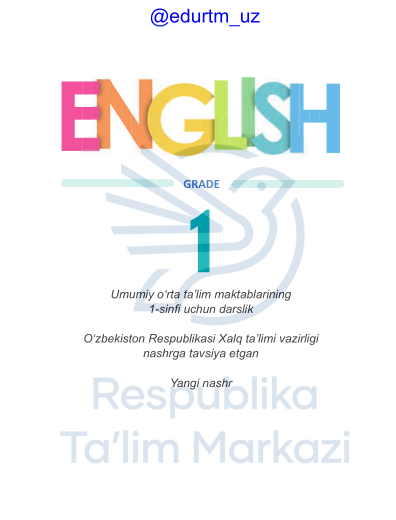 @edurtm_uz
ENGLISH
GRADE
1
Umumiy o‘rta ta’lim maktablarining
1-sinfi uchun darslik
O‘zbekiston Respublikasi Xalq ta’limi vazirligi
nashrga tavsiya etgan
Yangi nashr
Respublika
Ta’lim Markazi